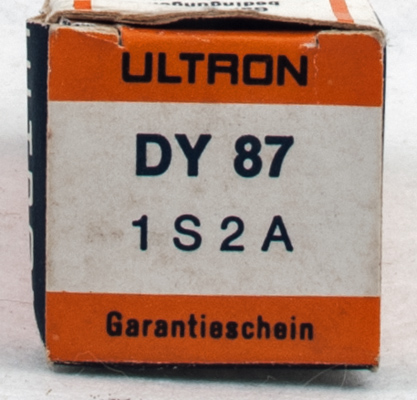 ULTRON
DY 87
1 S 2 A
Garantieschein